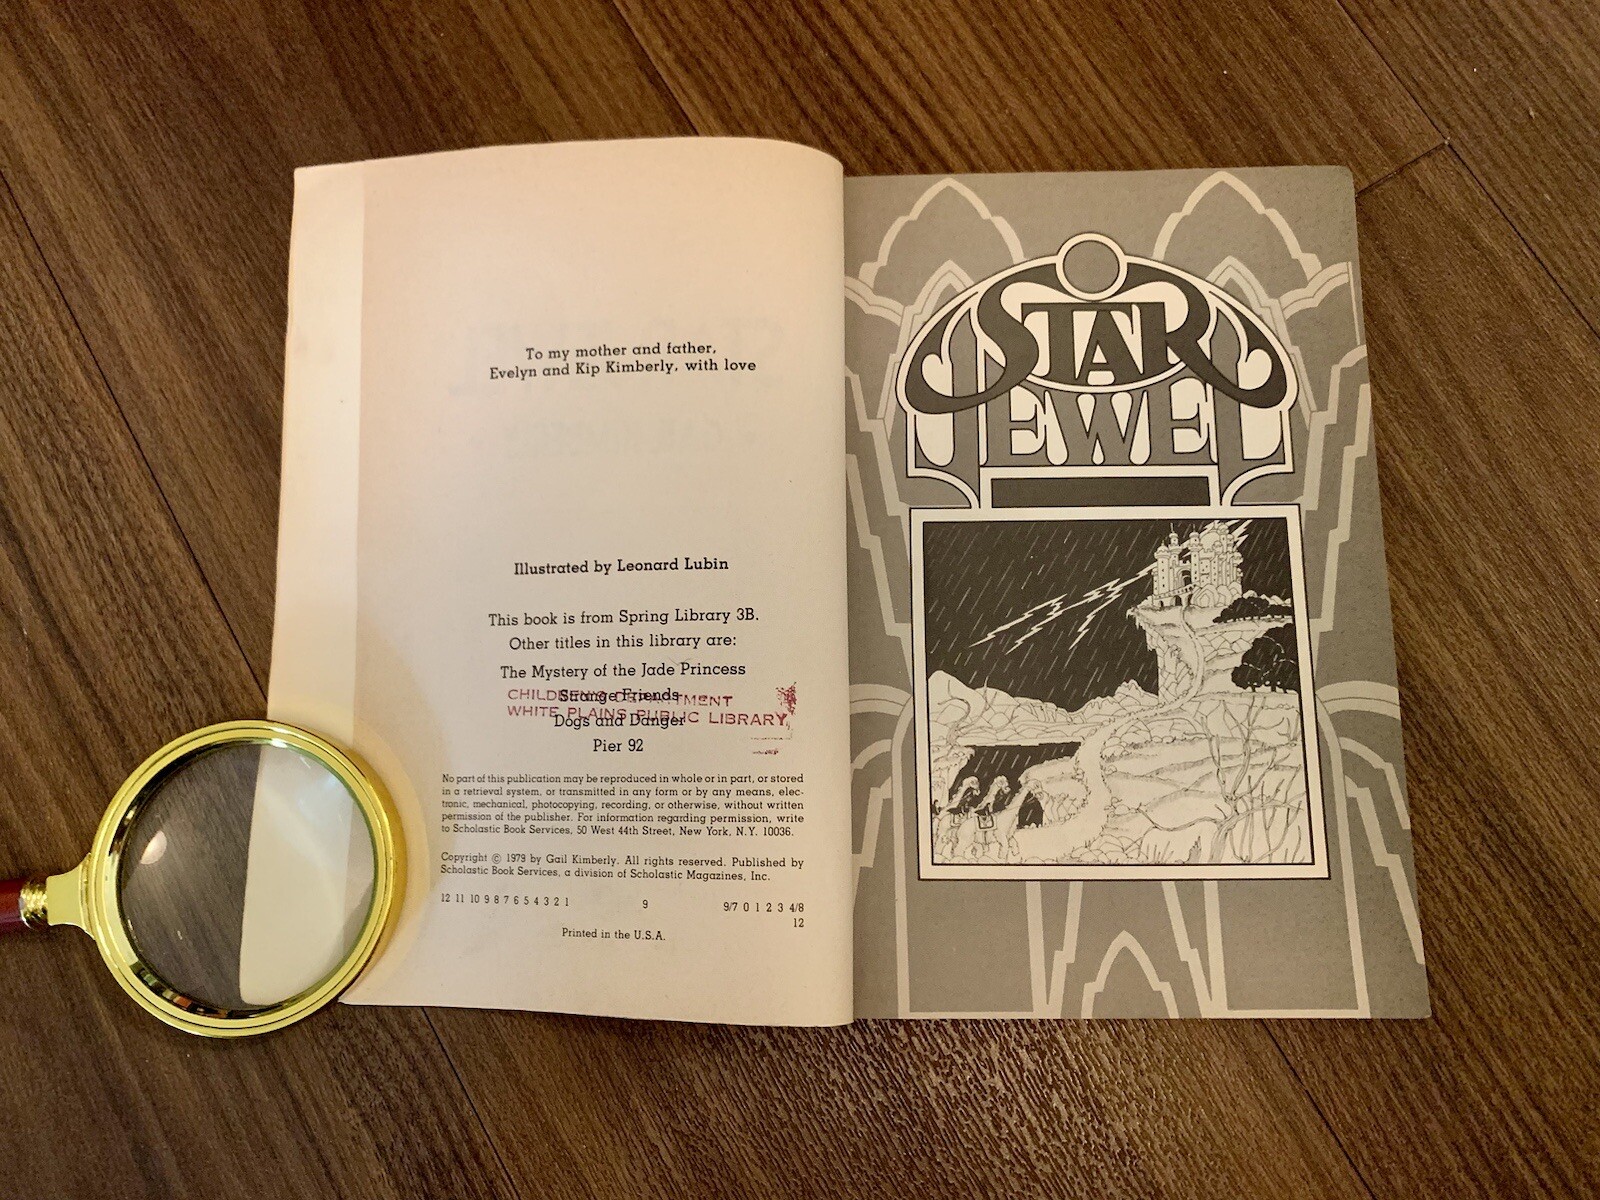 To my mother and father,
Evelyn and Kip Kimberly, with love
Illustrated by Leonard Lubin
This book is from Spring Library 3B.
Other titles in this library are:
The Mystery of the Jade Princess
Strange Friends
CHILDREN'S DEPARTMENT
WHITE PLAINS PUBLIC LIBRARY
Dogs and Danger
Pier 92
No part of this publication may be reproduced in whole or in part, or stored
in a retrieval system, or transmitted in any form or by any means, elec-
tronic, mechanical, photocopying, recording, or otherwise, without written
permission of the publisher. For information regarding permission, write
to Scholastic Book Services, 50 West 44th Street, New York, N.Y. 10036.
Copyright © 1979 by Gail Kimberly. All rights reserved. Published by
Scholastic Book Services, a division of Scholastic Magazines, Inc.
12 11 10 9 8 7 6 5 4 3 2 1 9 9/7 0 1 2 3 4/8
12
Printed in the U.S.A.
STAR
JEWEL